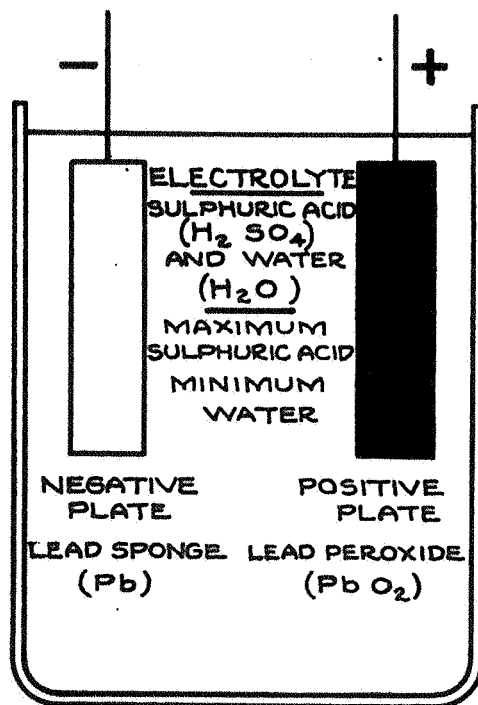 − +
ELECTROLYTE
SULPHURIC ACID
(H₂ SO₄)
AND WATER
(H₂O)
MAXIMUM
SULPHURIC ACID
MINIMUM
WATER
NEGATIVE
PLATE
LEAD SPONGE
(Pb)
POSITIVE
PLATE
LEAD PEROXIDE
(Pb O₂)